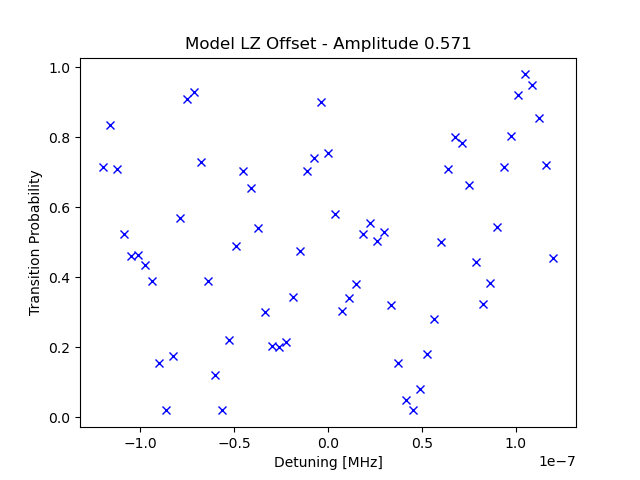 Model LZ Offset - Amplitude 0.571
1.0
0.8
0.6
0.4
0.2
0.0
Transition Probability
−1.0 −0.5 0.0 0.5 1.0
1e−7
Detuning [MHz]